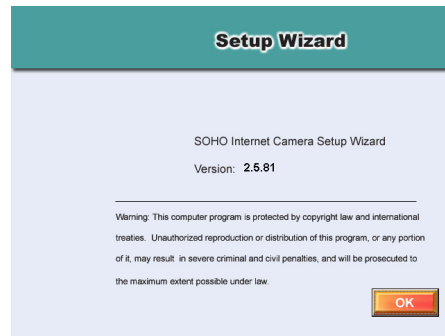 Setup Wizard
SOHO Internet Camera Setup Wizard
Version: 2.5.81
Warning: This computer program is protected by copyright law and international
treaties. Unauthorized reproduction or distribution of this program, or any portion
of it, may result in severe criminal and civil penalties, and will be prosecuted to
the maximum extent possible under law.
OK